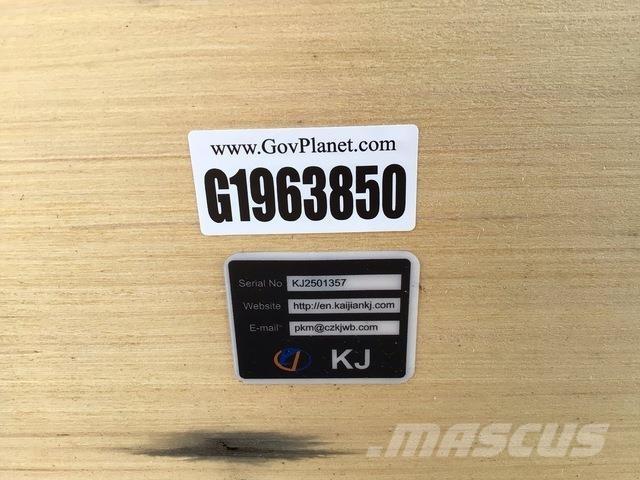 www.GovPlanet.com
G1963850
Serial No KJ2501357
Website http://en.kaijiankj.com
E-mail pkm@czkjwb.com
KJ
.MASCUS